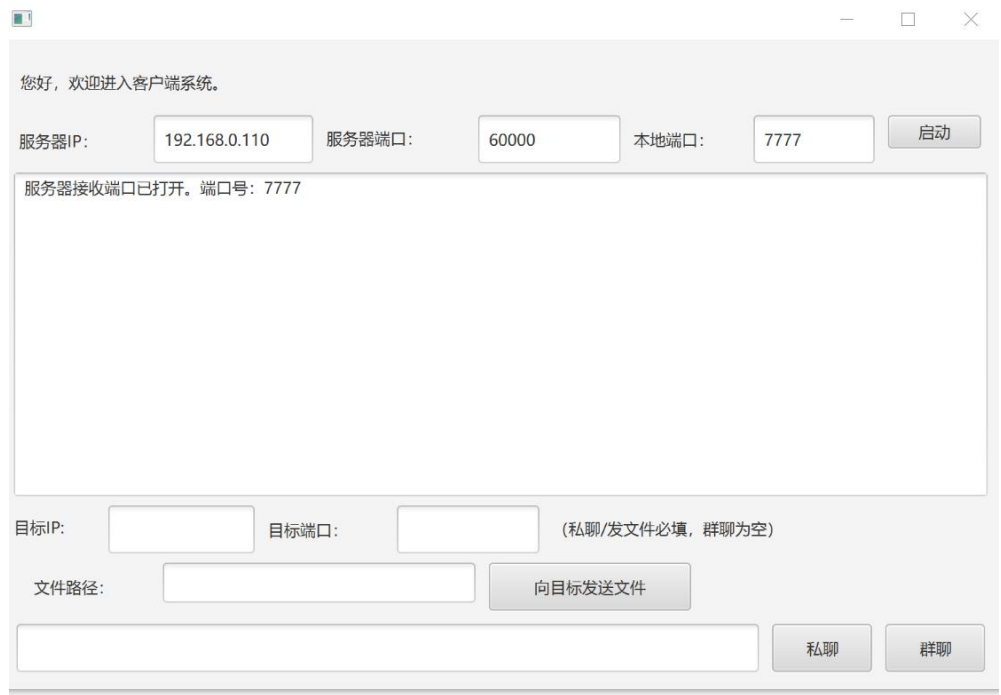 您好，欢迎进入客户端系统。
服务器IP: 192.168.0.110 服务器端口: 60000 本地端口: 7777 启动
服务器接收端口已打开。端口号：7777
目标IP: 目标端口: （私聊/发文件必填，群聊为空）
文件路径: 向目标发送文件
私聊 群聊